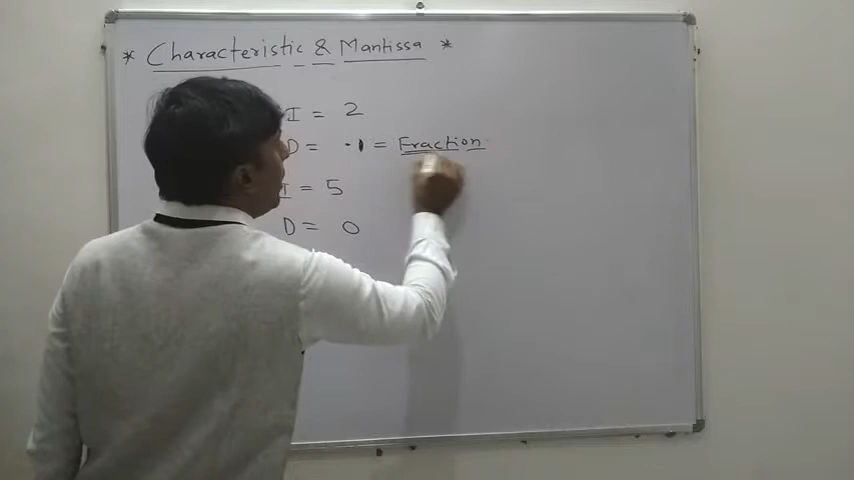 * Characteristic & Mantissa *
I = 2
D = .1 = Fraction
I = 5
D = 0